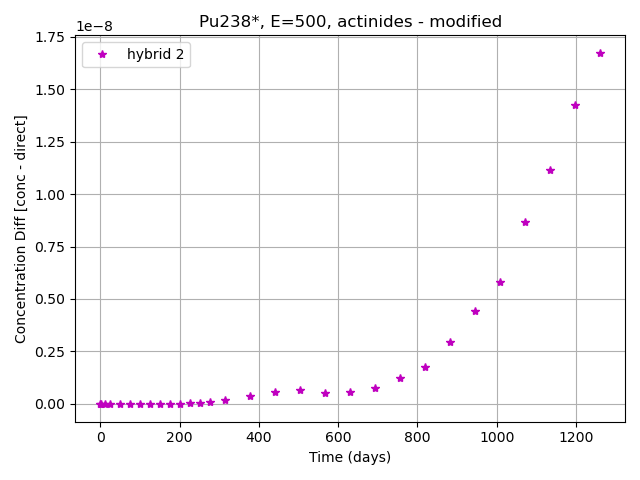 Pu238*, E=500, actinides - modified
1e−8
hybrid 2
1.75
1.50
1.25
1.00
0.75
0.50
0.25
0.00
Concentration Diff [conc - direct]
0 200 400 600 800 1000 1200
Time (days)